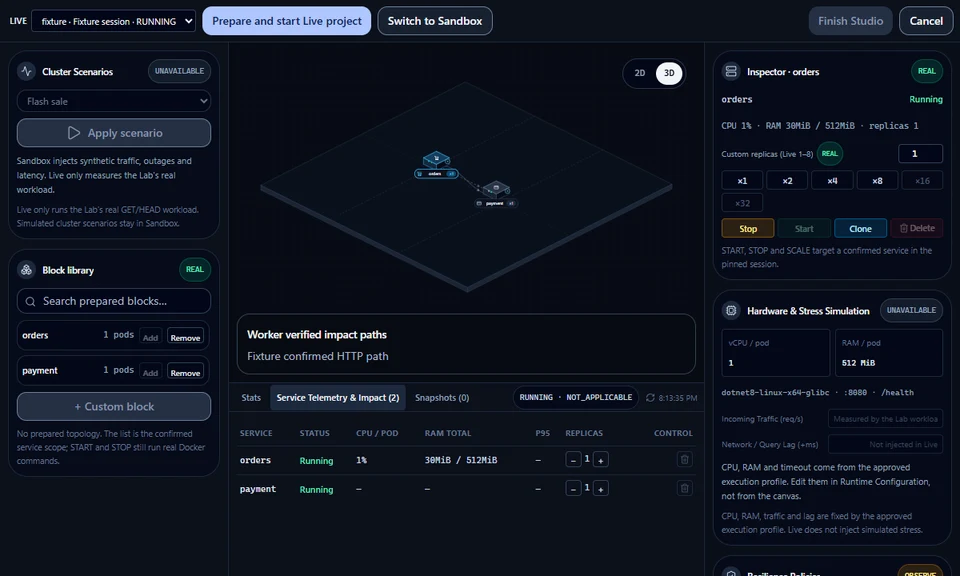 LIVE
fixture · Fixture session · RUNNING
Prepare and start Live project
Switch to Sandbox
Finish Studio
Cancel
Cluster Scenarios
UNAVAILABLE
Flash sale
Apply scenario
Sandbox injects synthetic traffic, outages and
latency. Live only measures the Lab's real
workload.
Live only runs the Lab's real GET/HEAD workload.
Simulated cluster scenarios stay in Sandbox.
Block library
REAL
Search prepared blocks...
orders 1 pods Add Remove
payment 1 pods Add Remove
+ Custom block
No prepared topology. The list is the confirmed
service scope; START and STOP still run real Docker
commands.
2D 3D
orders x1
payment x1
Worker verified impact paths
Fixture confirmed HTTP path
Stats
Service Telemetry & Impact (2)
Snapshots (0)
RUNNING · NOT_APPLICABLE
8:13:35 PM
SERVICE STATUS CPU / POD RAM TOTAL P95 REPLICAS CONTROL
orders Running 1% 30MiB / 512MiB – − 1 +
payment Running – – – − 1 +
Inspector · orders
REAL
orders Running
CPU 1% · RAM 30MiB / 512MiB · replicas 1
Custom replicas (Live 1–8) REAL 1
×1 ×2 ×4 ×8 ×16
×32
Stop Start Clone Delete
START, STOP and SCALE target a confirmed service in the
pinned session.
Hardware & Stress Simulation
UNAVAILABLE
vCPU / pod
1
RAM / pod
512 MiB
dotnet8-linux-x64-glibc · :8080 · /health
Incoming Traffic (req/s) Measured by the Lab workloa
Network / Query Lag (+ms) Not injected in Live
CPU, RAM and timeout come from the approved
execution profile. Edit them in Runtime Configuration,
not from the canvas.
CPU, RAM, traffic and lag are fixed by the approved
execution profile. Live does not inject simulated stress.
Resilience Policies
OBSERVE